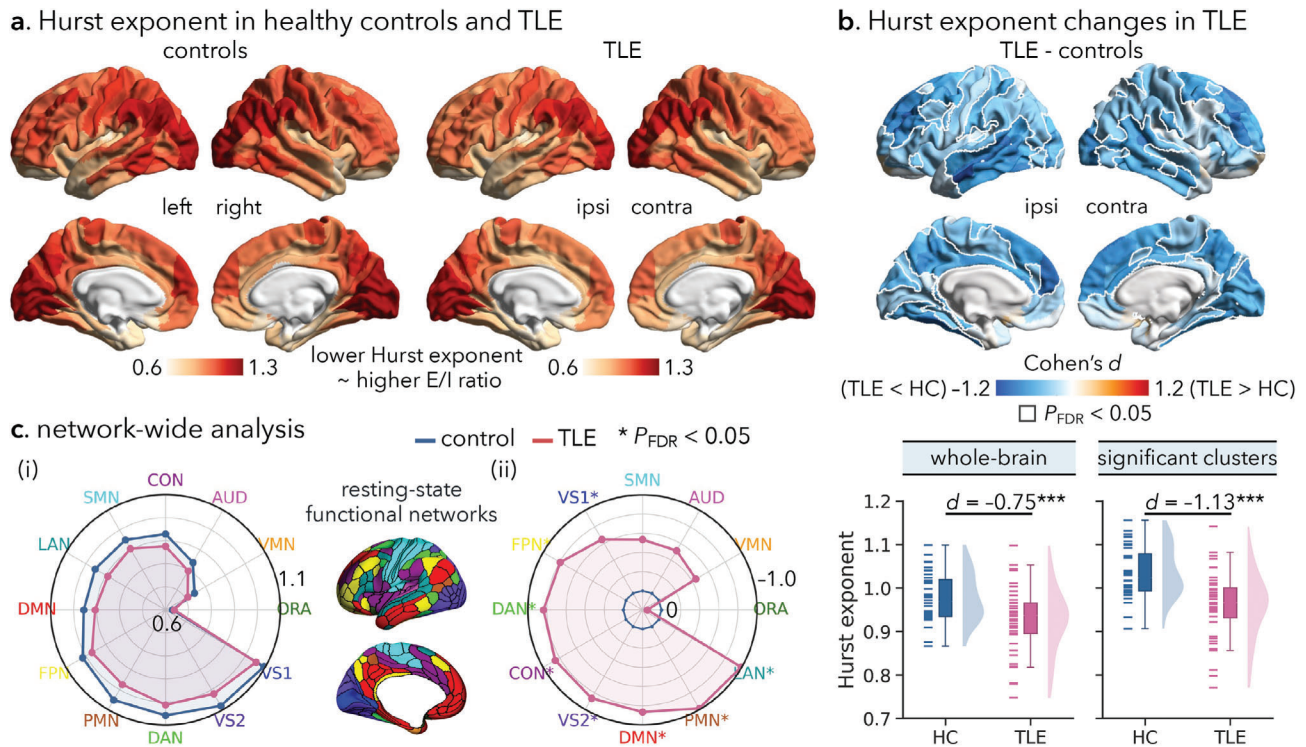 a. Hurst exponent in healthy controls and TLE
controls
TLE
left right
ipsi contra
0.6 1.3
lower Hurst exponent
~ higher E/I ratio
0.6 1.3
b. Hurst exponent changes in TLE
TLE - controls
ipsi contra
Cohen's d
(TLE < HC) –1.2 1.2 (TLE > HC)
P_FDR < 0.05
c. network-wide analysis
control TLE * P_FDR < 0.05
(i)
CON
SMN AUD
LAN VMN
1.1
DMN ORA
0.6
FPN VS1
PMN VS2
DAN
resting-state
functional networks
(ii)
SMN
VS1* AUD
FPN* VMN
–1.0
DAN* 0 ORA
CON* LAN*
VS2* PMN*
DMN*
whole-brain significant clusters
d = –0.75*** d = –1.13***
Hurst exponent
1.2
1.1
1.0
0.9
0.8
0.7
HC TLE HC TLE